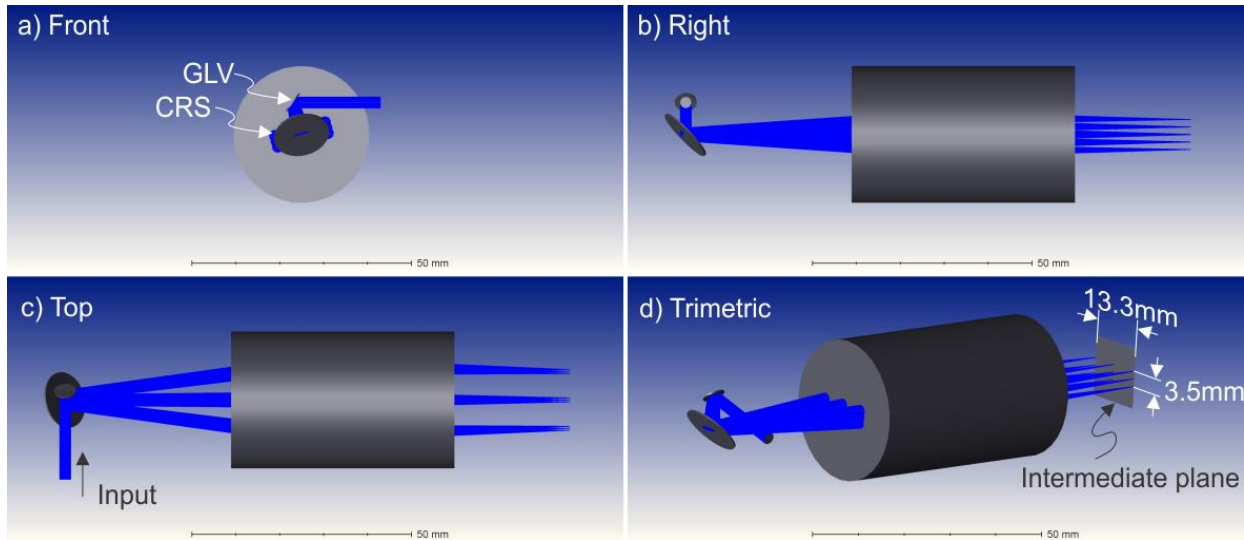 a) Front
GLV
CRS
50 mm
b) Right
50 mm
c) Top
Input
50 mm
d) Trimetric
13.3mm
3.5mm
Intermediate plane
50 mm